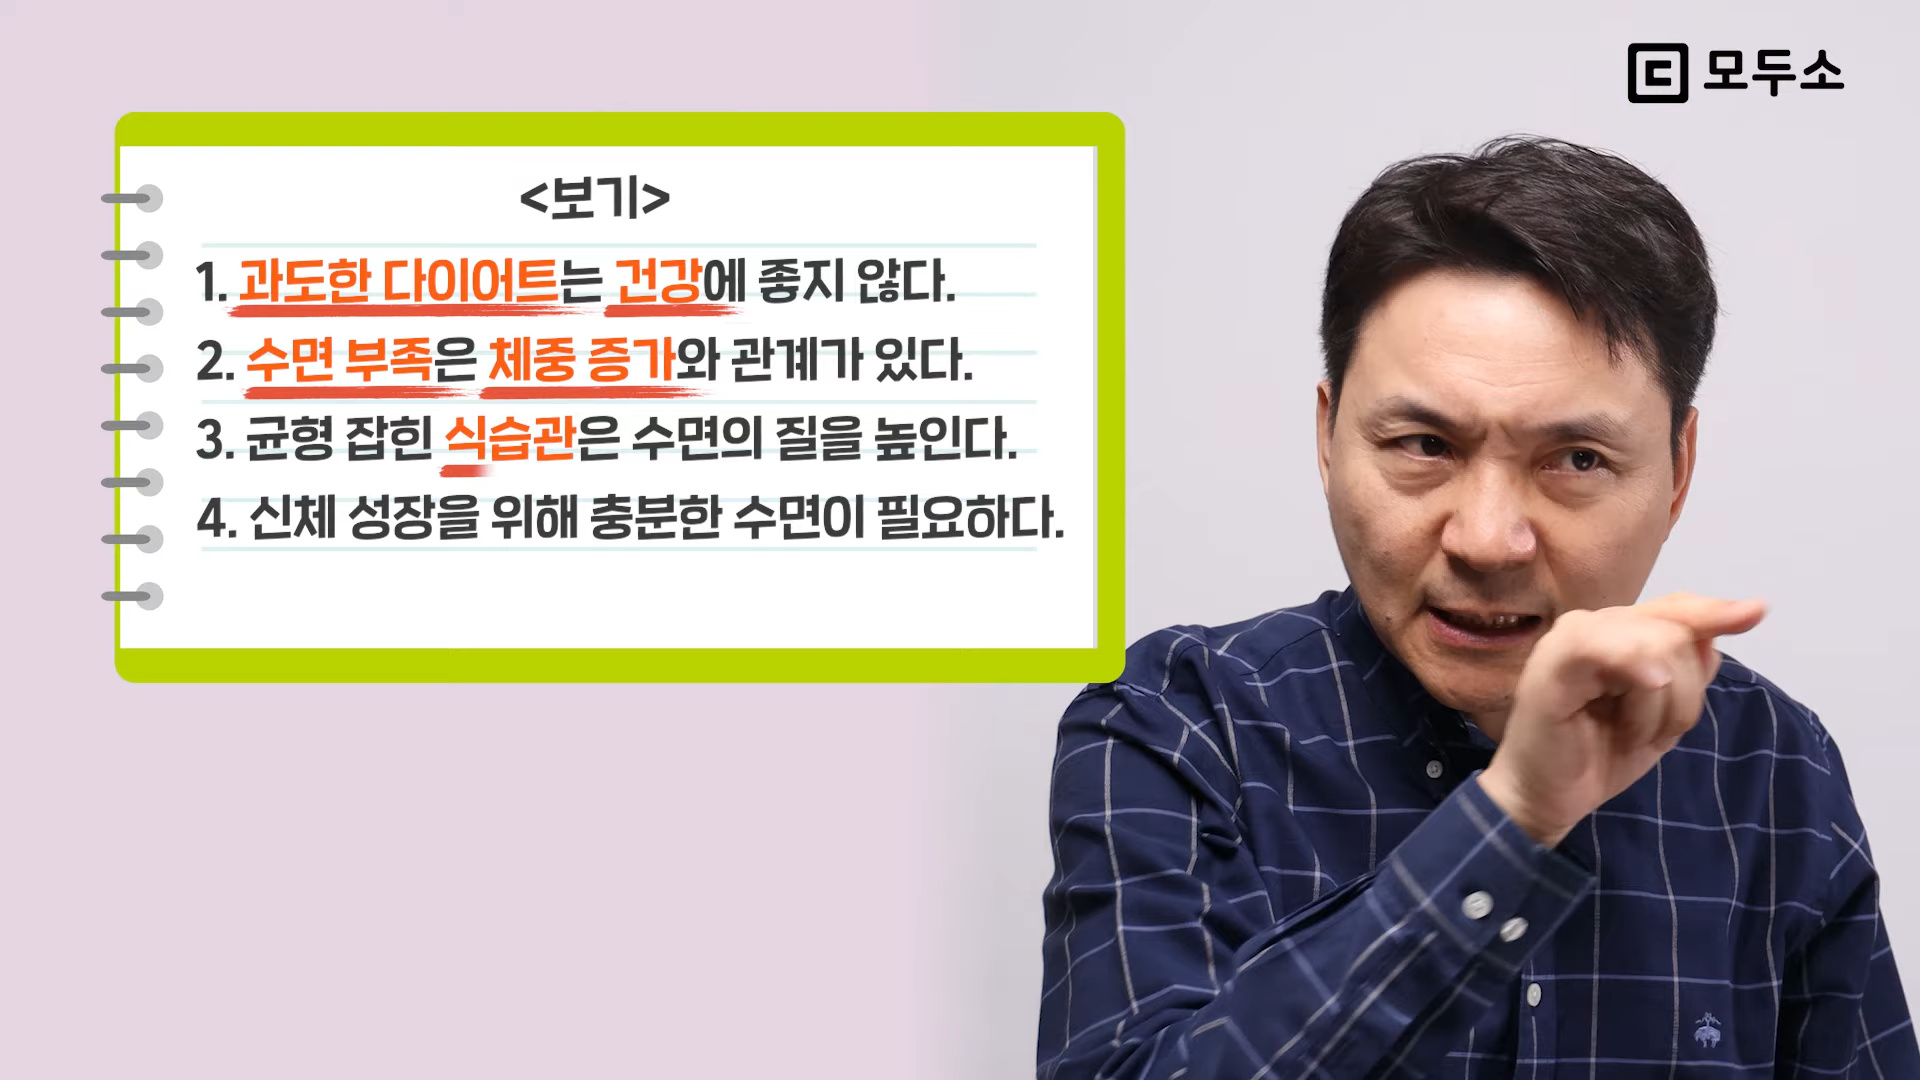 모두소
<보기>
1. 과도한 다이어트는 건강에 좋지 않다.
2. 수면 부족은 체중 증가와 관계가 있다.
3. 균형 잡힌 식습관은 수면의 질을 높인다.
4. 신체 성장을 위해 충분한 수면이 필요하다.